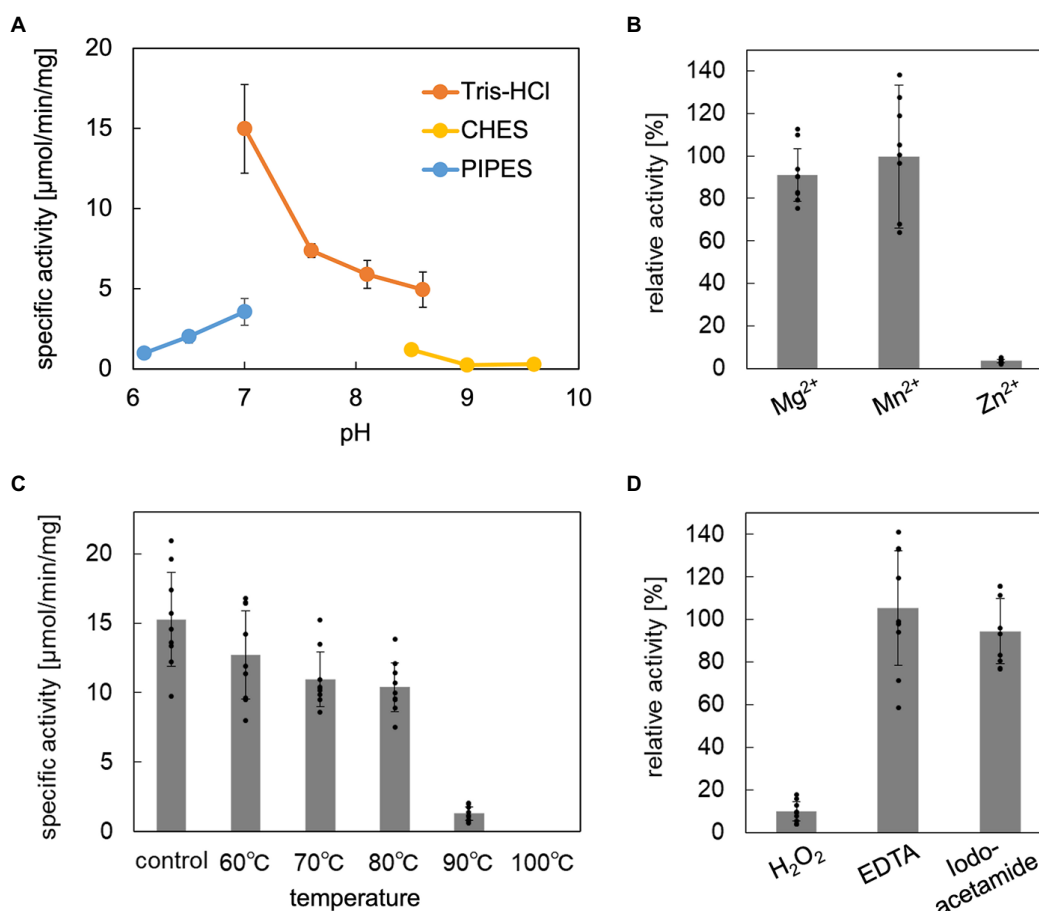 A
specific activity [µmol/min/mg]
20
15
10
5
0
6
7
8
9
10
pH
Tris-HCl
CHES
PIPES
B
relative activity [%]
140
120
100
80
60
40
20
0
Mg²⁺
Mn²⁺
Zn²⁺
C
specific activity [µmol/min/mg]
20
15
10
5
0
control
60℃
70℃
80℃
90℃
100℃
temperature
D
relative activity [%]
140
120
100
80
60
40
20
0
H₂O₂
EDTA
Iodo-
acetamide